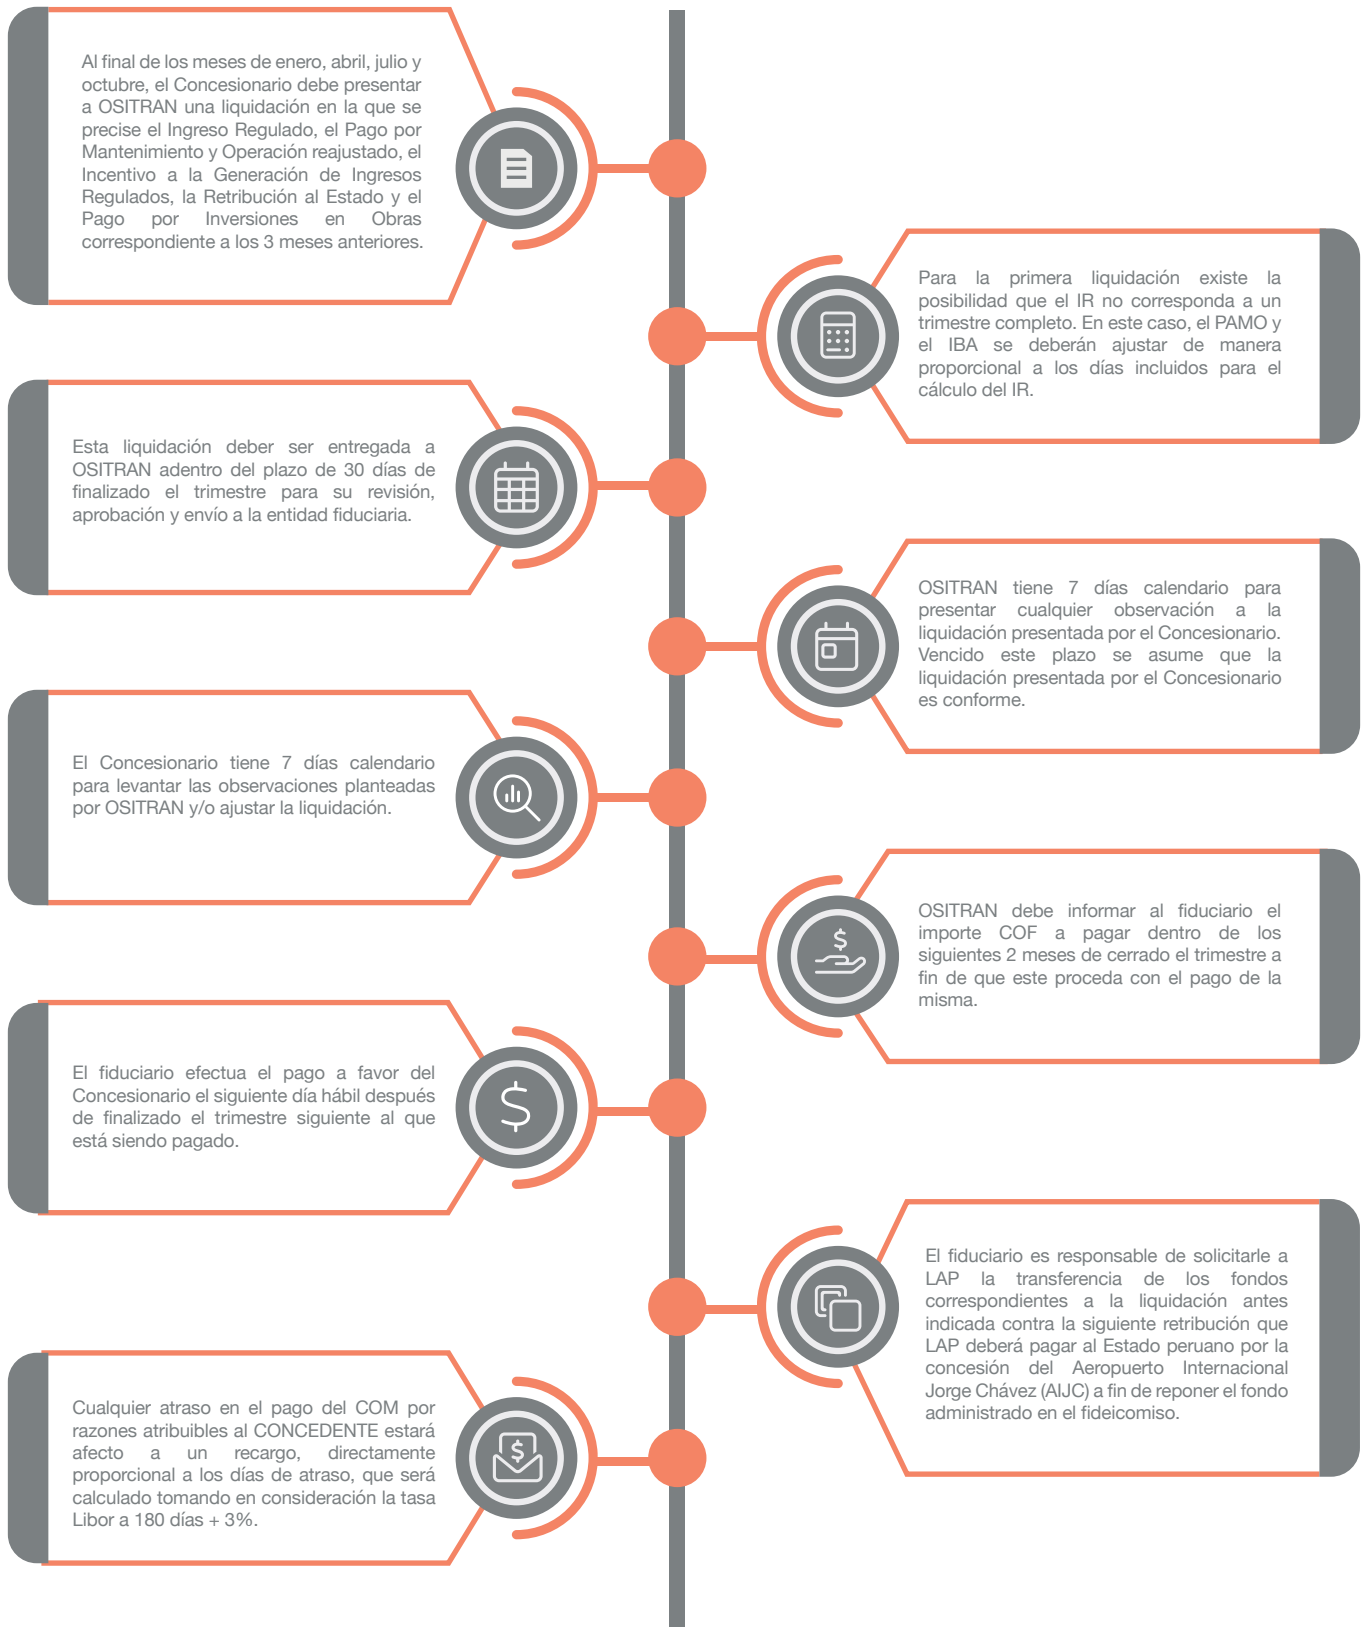 Al final de los meses de enero, abril, julio y
octubre, el Concesionario debe presentar
a OSITRAN una liquidación en la que se
precise el Ingreso Regulado, el Pago por
Mantenimiento y Operación reajustado, el
Incentivo a la Generación de Ingresos
Regulados, la Retribución al Estado y el
Pago por Inversiones en Obras
correspondiente a los 3 meses anteriores.
Para la primera liquidación existe la
posibilidad que el IR no corresponda a un
trimestre completo. En este caso, el PAMO y
el IBA se deberán ajustar de manera
proporcional a los días incluidos para el
cálculo del IR.
Esta liquidación deber ser entregada a
OSITRAN adentro del plazo de 30 días de
finalizado el trimestre para su revisión,
aprobación y envío a la entidad fiduciaria.
OSITRAN tiene 7 días calendario para
presentar cualquier observación a la
liquidación presentada por el Concesionario.
Vencido este plazo se asume que la
liquidación presentada por el Concesionario
es conforme.
El Concesionario tiene 7 días calendario
para levantar las observaciones planteadas
por OSITRAN y/o ajustar la liquidación.
OSITRAN debe informar al fiduciario el
importe COF a pagar dentro de los
siguientes 2 meses de cerrado el trimestre a
fin de que este proceda con el pago de la
misma.
El fiduciario efectua el pago a favor del
Concesionario el siguiente día hábil después
de finalizado el trimestre siguiente al que
está siendo pagado.
El fiduciario es responsable de solicitarle a
LAP la transferencia de los fondos
correspondientes a la liquidación antes
indicada contra la siguiente retribución que
LAP deberá pagar al Estado peruano por la
concesión del Aeropuerto Internacional
Jorge Chávez (AIJC) a fin de reponer el fondo
administrado en el fideicomiso.
Cualquier atraso en el pago del COM por
razones atribuibles al CONCEDENTE estará
afecto a un recargo, directamente
proporcional a los días de atraso, que será
calculado tomando en consideración la tasa
Libor a 180 días + 3%.